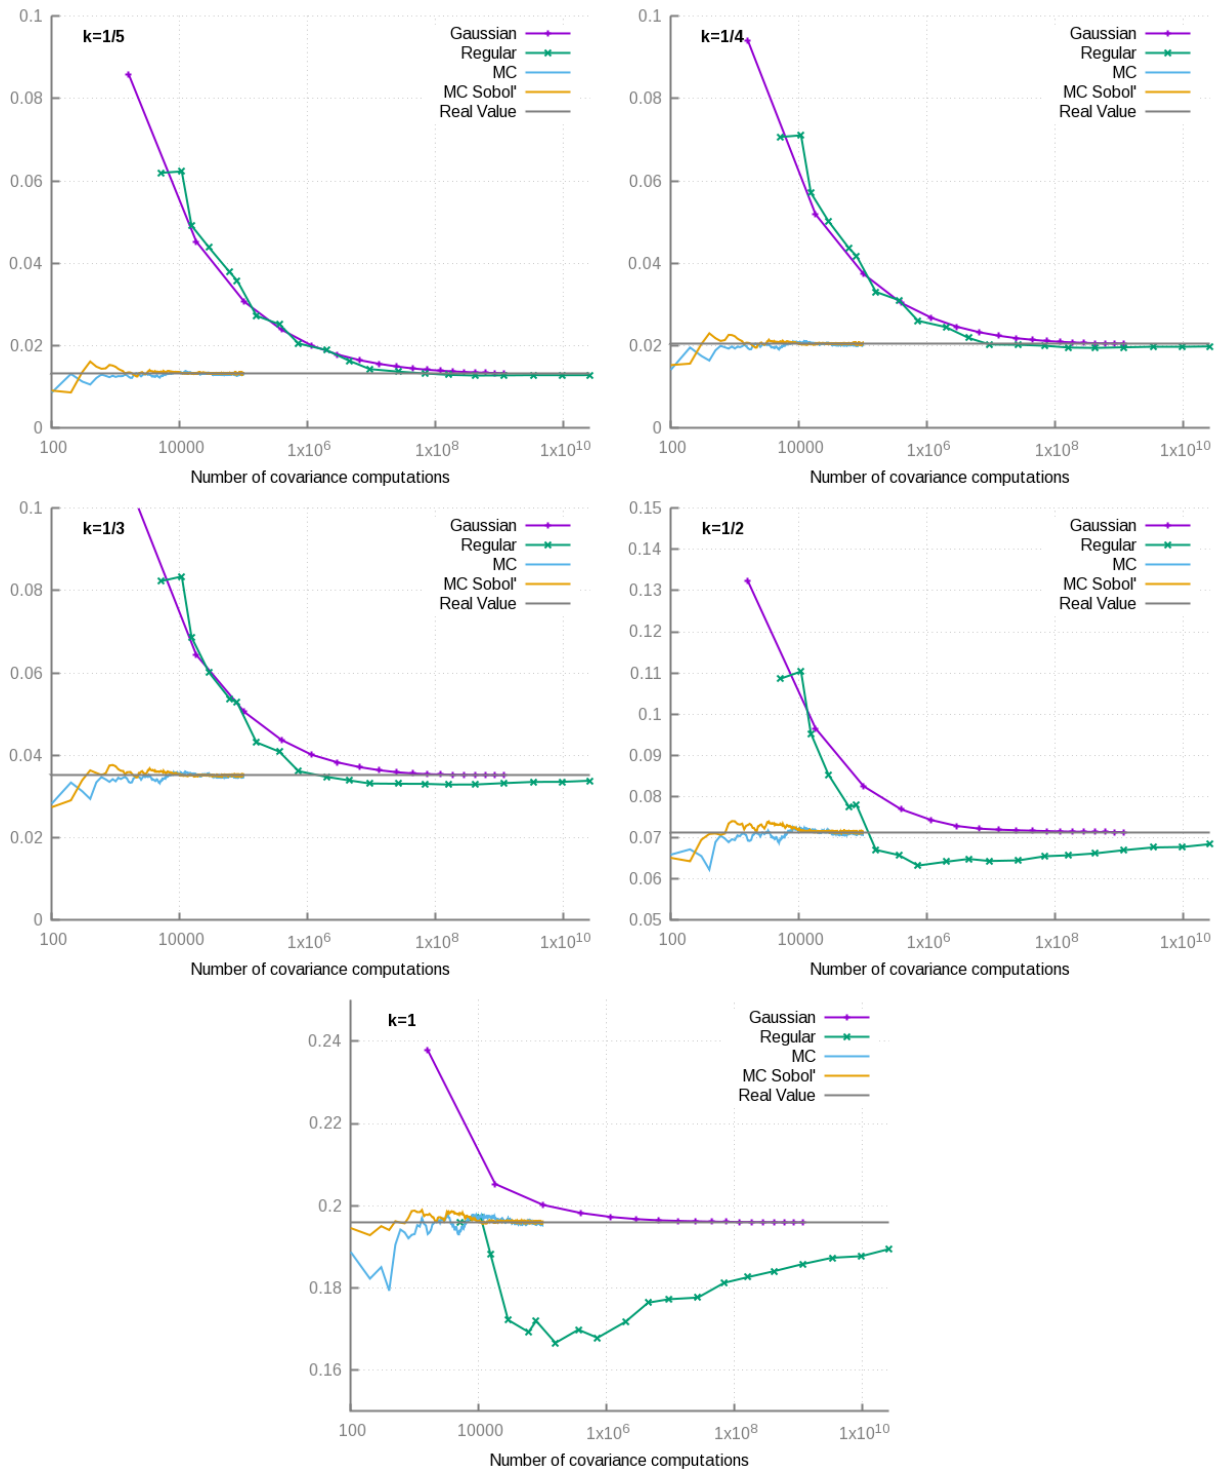 k=1/5
Gaussian
Regular
MC
MC Sobol'
Real Value
0.1
0.08
0.06
0.04
0.02
0
100
10000
1x10^6
1x10^8
1x10^10
Number of covariance computations
k=1/4
Gaussian
Regular
MC
MC Sobol'
Real Value
0.1
0.08
0.06
0.04
0.02
0
100
10000
1x10^6
1x10^8
1x10^10
Number of covariance computations
k=1/3
Gaussian
Regular
MC
MC Sobol'
Real Value
0.1
0.08
0.06
0.04
0.02
0
100
10000
1x10^6
1x10^8
1x10^10
Number of covariance computations
k=1/2
Gaussian
Regular
MC
MC Sobol'
Real Value
0.15
0.14
0.13
0.12
0.11
0.1
0.09
0.08
0.07
0.06
0.05
100
10000
1x10^6
1x10^8
1x10^10
Number of covariance computations
k=1
Gaussian
Regular
MC
MC Sobol'
Real Value
0.24
0.22
0.2
0.18
0.16
100
10000
1x10^6
1x10^8
1x10^10
Number of covariance computations